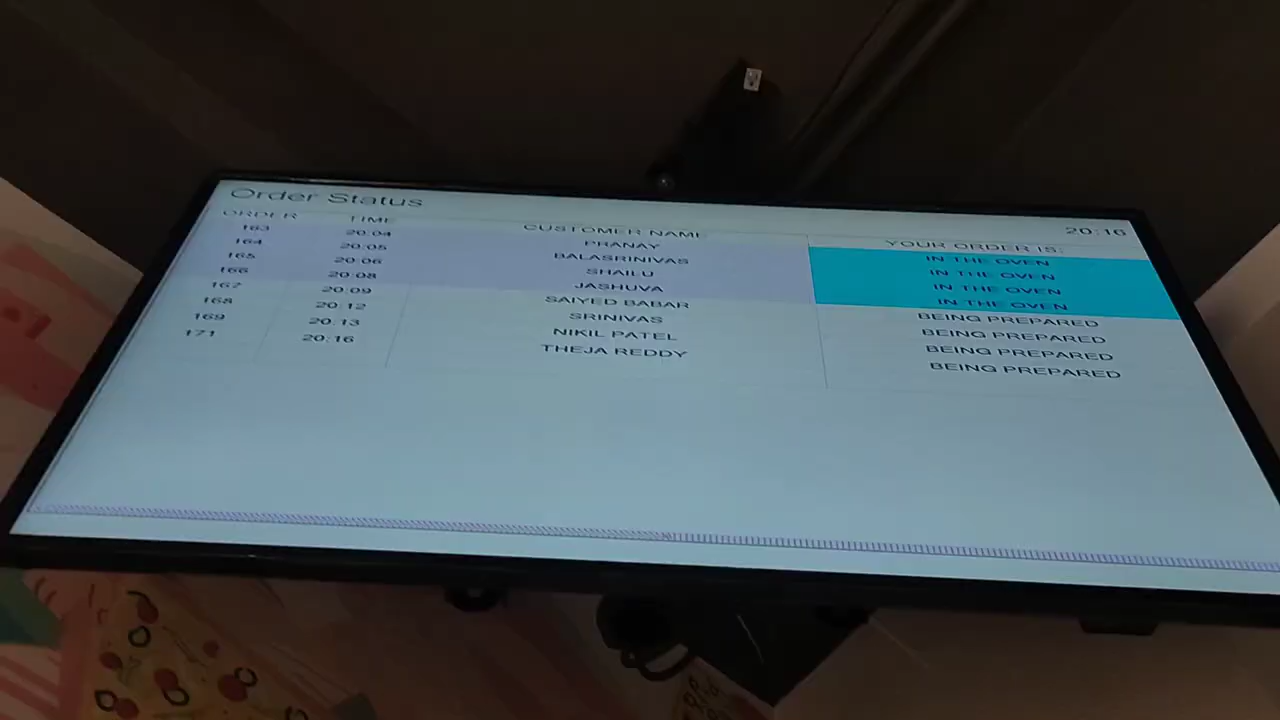 Order Status 20:16
ORDER TIME CUSTOMER NAME YOUR ORDER IS:
163 20:04 PRANAY IN THE OVEN
164 20:05 BALASRINIVAS IN THE OVEN
165 20:06 SHAILU IN THE OVEN
166 20:08 JASHUVA IN THE OVEN
167 20:09 SAIYED BABAR BEING PREPARED
168 20:12 SRINIVAS BEING PREPARED
169 20:13 NIKIL PATEL BEING PREPARED
171 20:16 THEJA REDDY BEING PREPARED